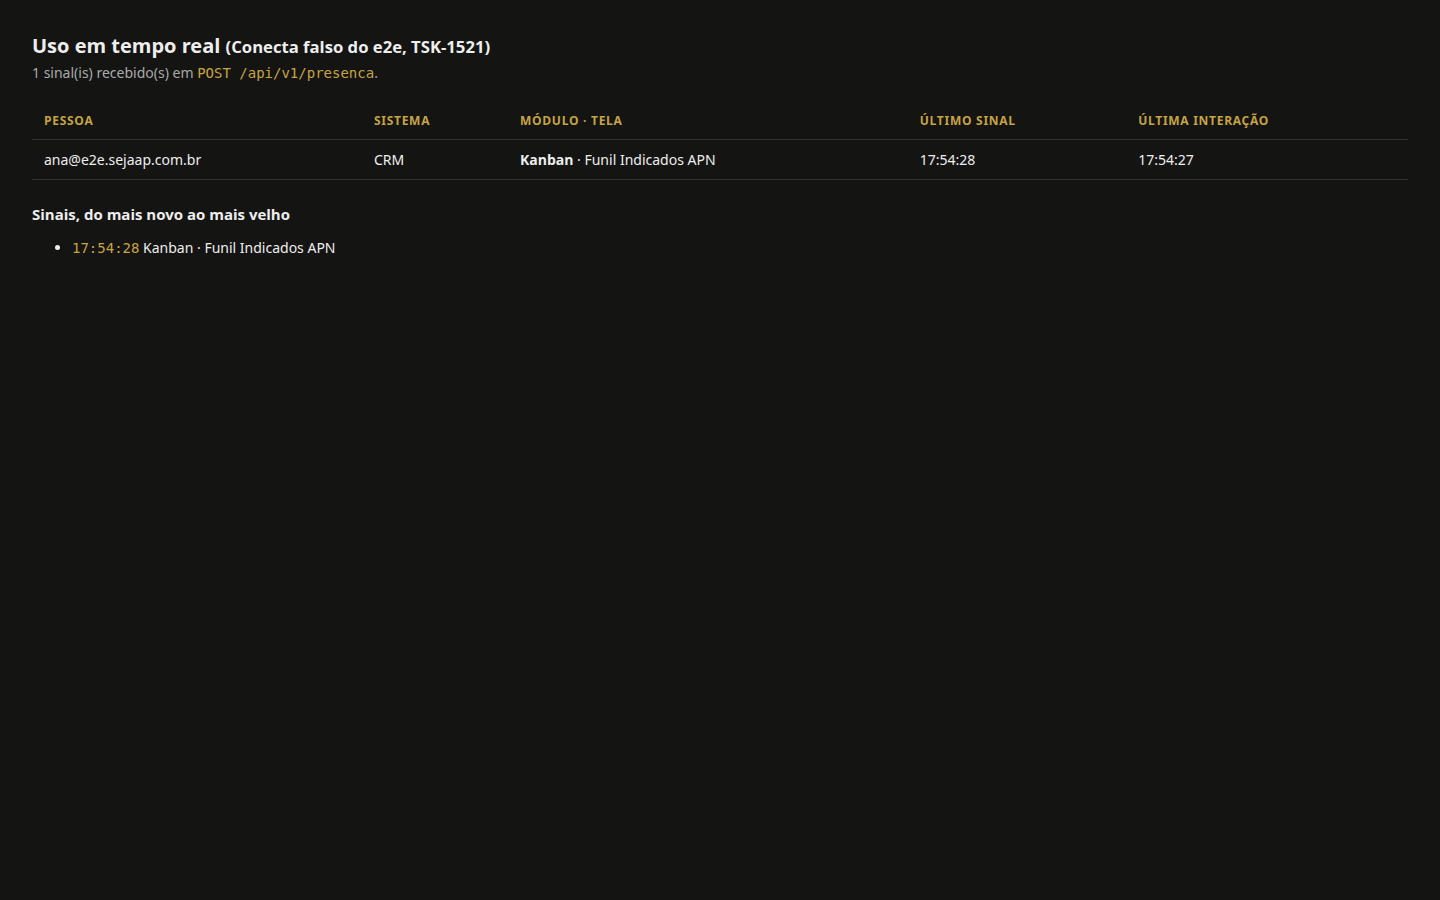 Uso em tempo real (Conecta falso do e2e, TSK-1521)
1 sinal(is) recebido(s) em POST /api/v1/presenca.
PESSOA SISTEMA MÓDULO · TELA ÚLTIMO SINAL ÚLTIMA INTERAÇÃO
ana@e2e.sejaap.com.br CRM Kanban · Funil Indicados APN 17:54:28 17:54:27
Sinais, do mais novo ao mais velho
• 17:54:28 Kanban · Funil Indicados APN